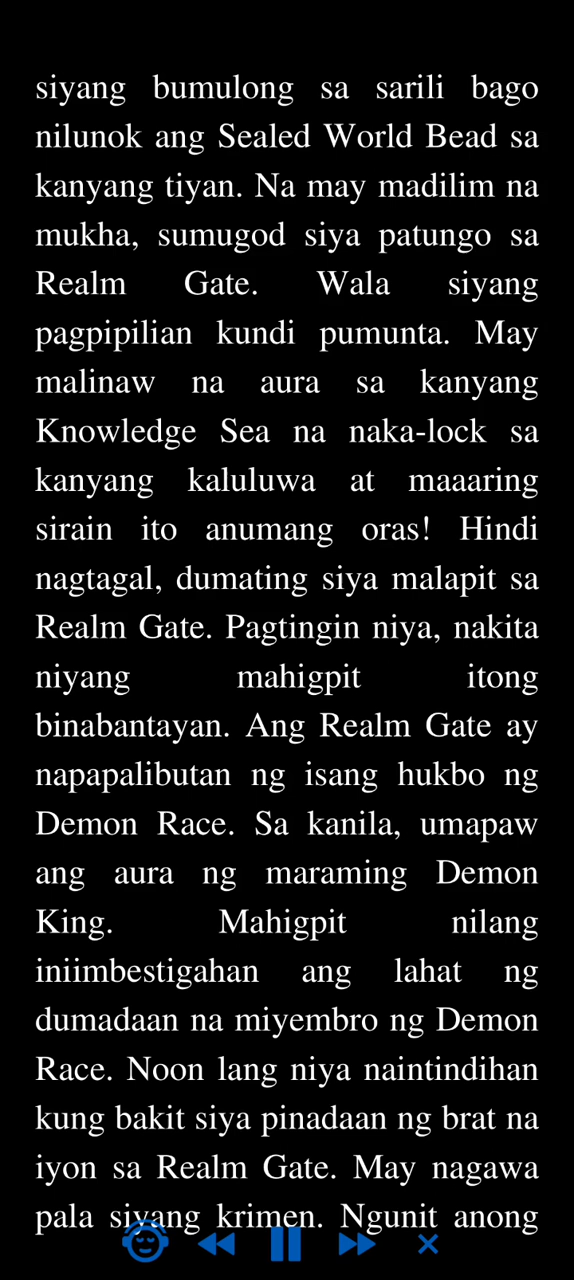 siyang bumulong sa sarili bago
nilunok ang Sealed World Bead sa
kanyang tiyan. Na may madilim na
mukha, sumugod siya patungo sa
Realm Gate. Wala siyang
pagpipilian kundi pumunta. May
malinaw na aura sa kanyang
Knowledge Sea na naka-lock sa
kanyang kaluluwa at maaaring
sirain ito anumang oras! Hindi
nagtagal, dumating siya malapit sa
Realm Gate. Pagtingin niya, nakita
niyang mahigpit itong
binabantayan. Ang Realm Gate ay
napapalibutan ng isang hukbo ng
Demon Race. Sa kanila, umapaw
ang aura ng maraming Demon
King. Mahigpit nilang
iniimbestigahan ang lahat ng
dumadaan na miyembro ng Demon
Race. Noon lang niya naintindihan
kung bakit siya pinadaan ng brat na
iyon sa Realm Gate. May nagawa
pala siyang krimen. Ngunit anong